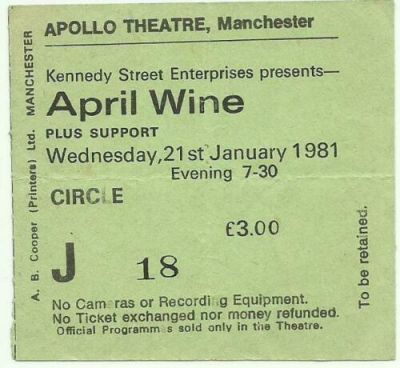 APOLLO THEATRE, Manchester
Kennedy Street Enterprises presents—
April Wine
PLUS SUPPORT
Wednesday, 21st January 1981
Evening 7-30
CIRCLE
£3.00
J 18
No Cameras or Recording Equipment.
No Ticket exchanged nor money refunded.
Official Programmes sold only in the Theatre.
A. B. Cooper (Printers) Ltd. MANCHESTER
To be retained.